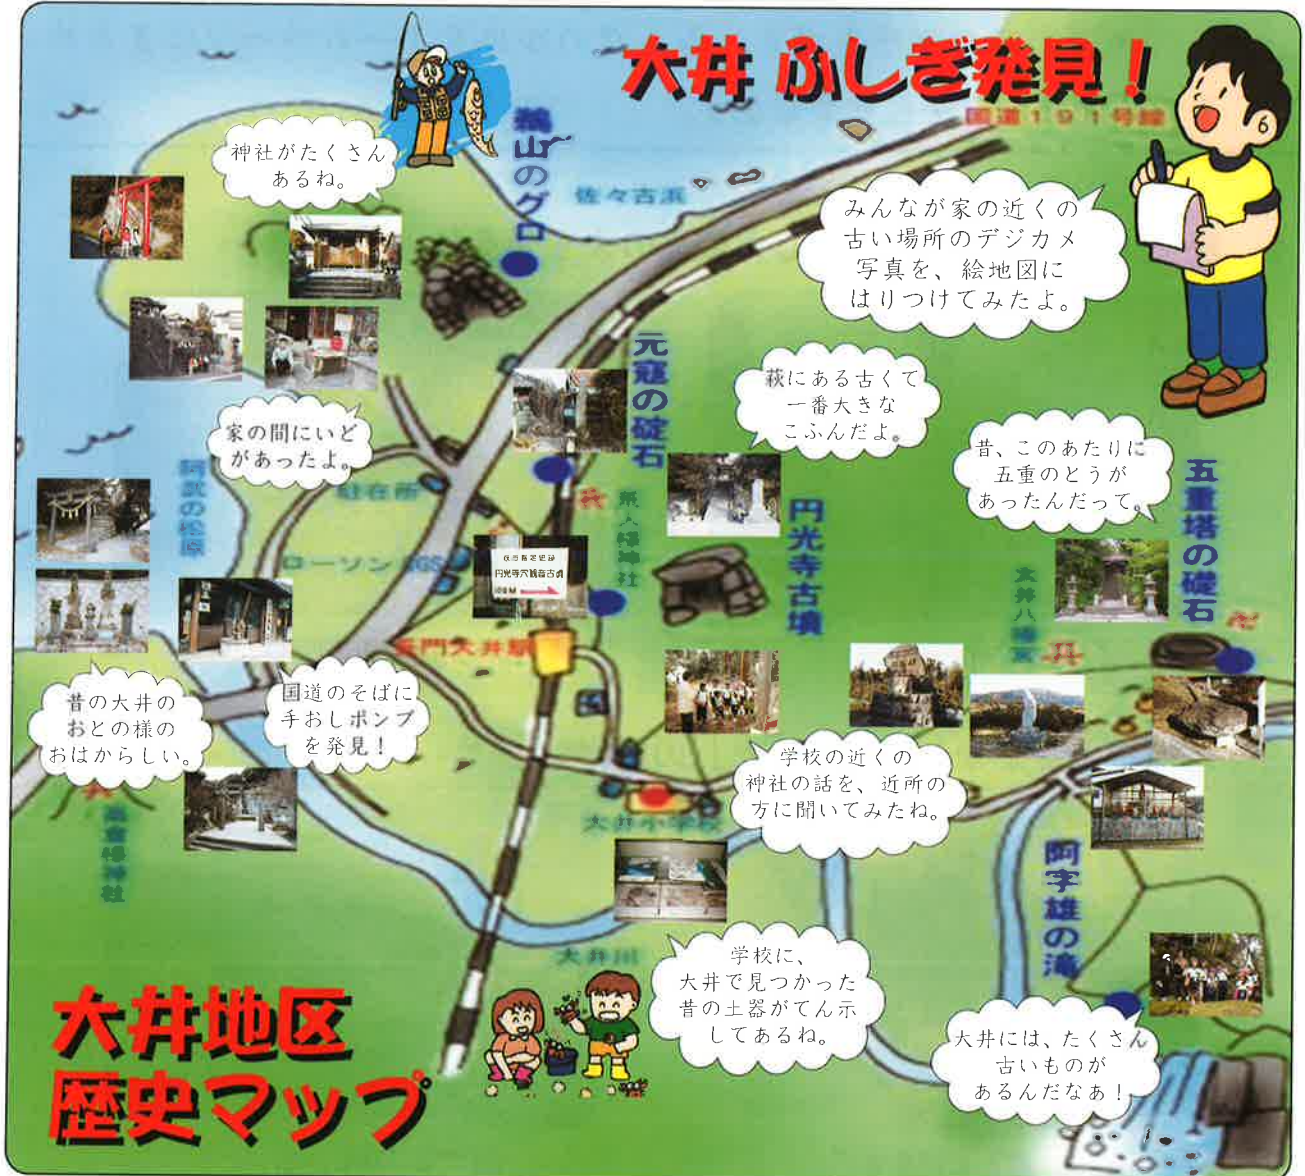 大井 ふしぎ発見！
国道191号線
鵜山のグロ
佐々古浜
神社がたくさん
あるね。
みんなが家の近くの
古い場所のデジカメ
写真を、絵地図に
はりつけてみたよ。
元寇の碇石
萩にある古くて
一番大きな
こふんだよ。
家の間にいど
があったよ。
昔、このあたりに
五重のとうが
あったんだって。
五重塔の礎石
阿武の松原
駐在所
円光寺古墳
ローソン
円光寺穴観音古墳
100M
大井八幡宮
長門大井駅
昔の大井の
おとの様の
おはからしい。
国道のそばに
手おしポンプ
を発見！
学校の近くの
神社の話を、近所の
方に聞いてみたね。
大井小学校
阿字雄の滝
大井川
学校に、
大井で見つかった
昔の土器がてん示
してあるね。
大井には、たくさん
古いものが
あるんだなぁ！
大井地区
歴史マップ